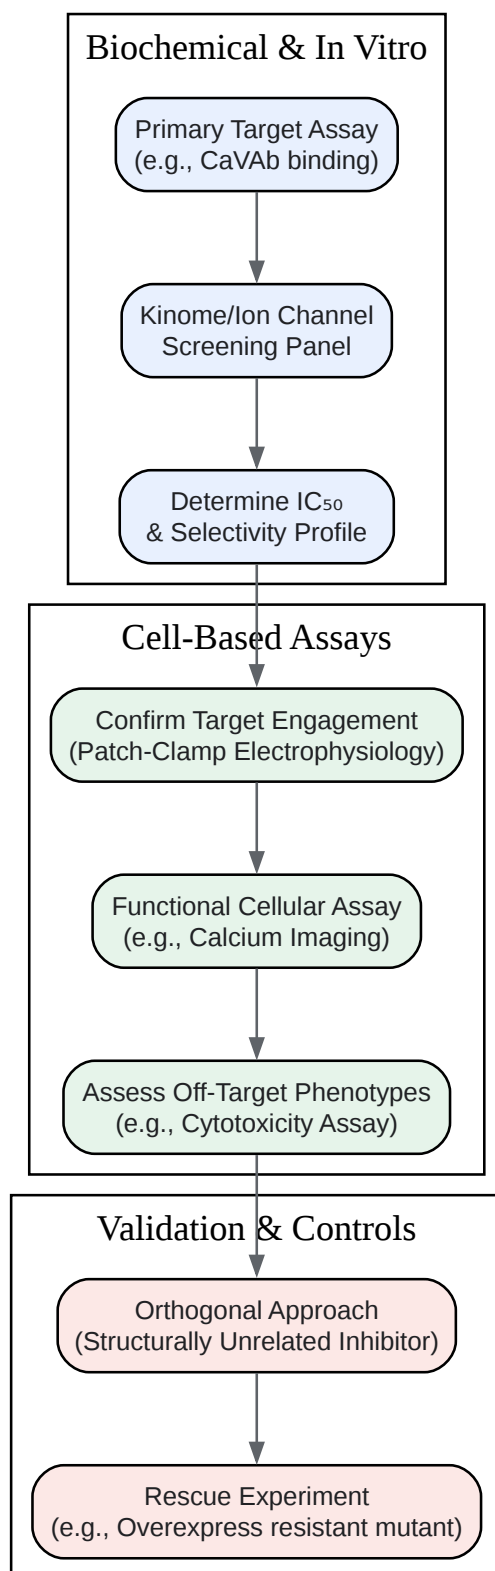 Biochemical & In Vitro
Primary Target Assay
(e.g., CaVAb binding)
Kinome/Ion Channel
Screening Panel
Determine IC₅₀
& Selectivity Profile
Cell-Based Assays
Confirm Target Engagement
(Patch-Clamp Electrophysiology)
Functional Cellular Assay
(e.g., Calcium Imaging)
Assess Off-Target Phenotypes
(e.g., Cytotoxicity Assay)
Validation & Controls
Orthogonal Approach
(Structurally Unrelated Inhibitor)
Rescue Experiment
(e.g., Overexpress resistant mutant)